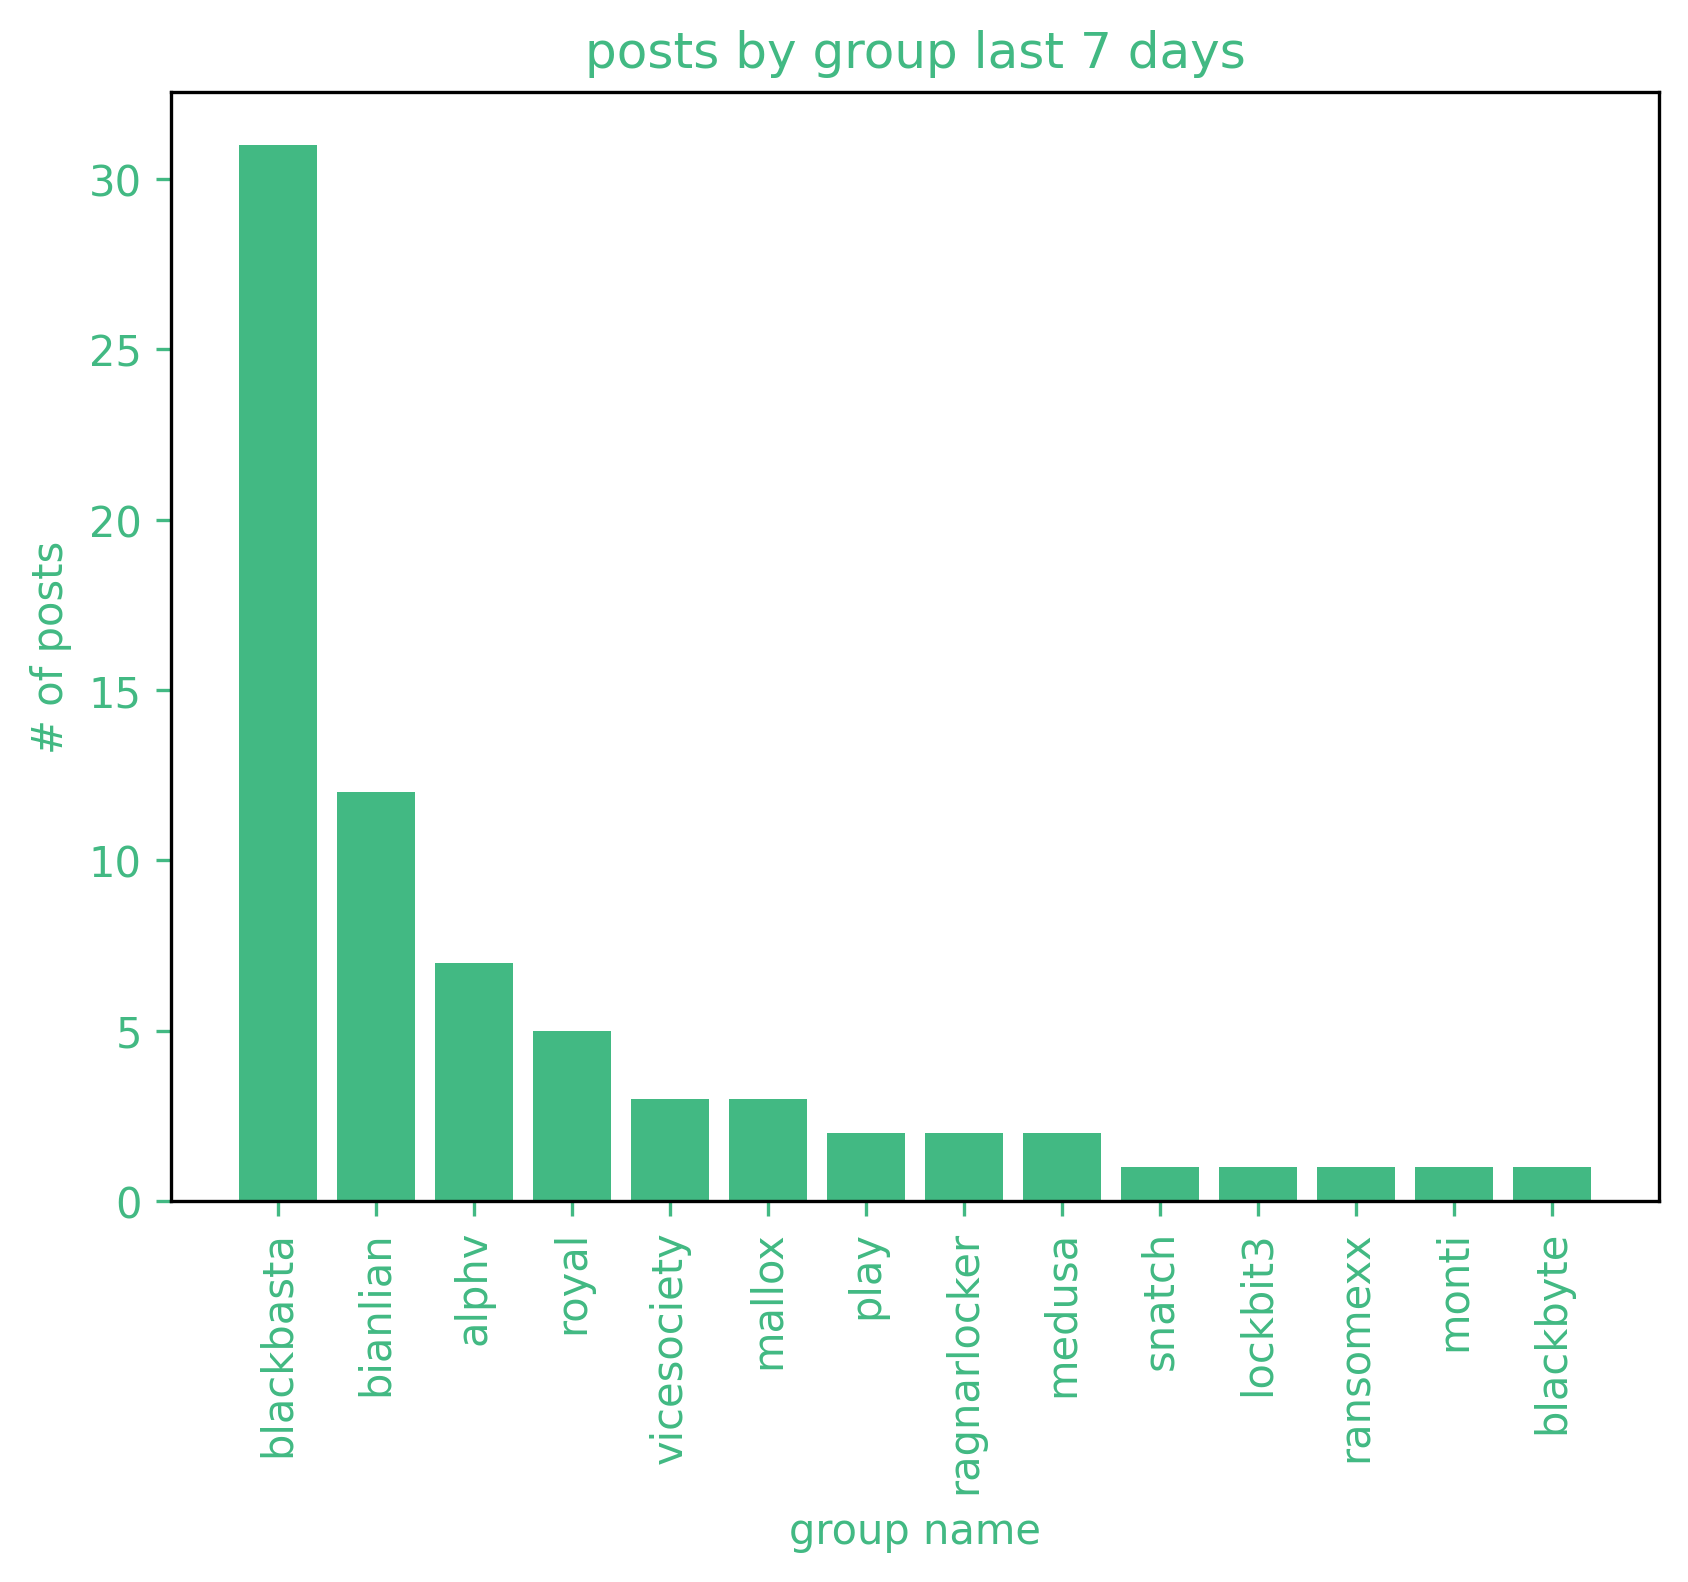 posts by group last 7 days
# of posts
30
25
20
15
10
5
0
blackbasta
bianlian
alphv
royal
vicesociety
mallox
play
ragnarlocker
medusa
snatch
lockbit3
ransomexx
monti
blackbyte
group name